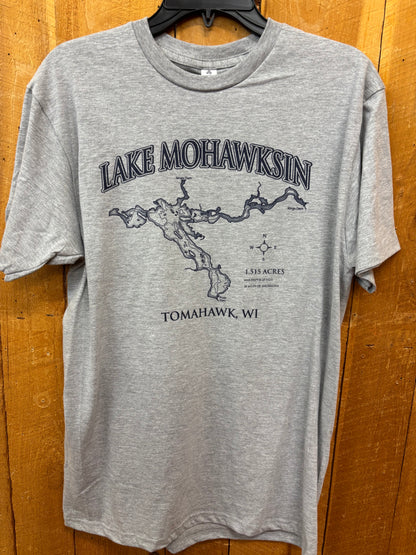 LAKE MOHAWKSIN
N
W E
S
1,515 ACRES
TOMAHAWK, WI